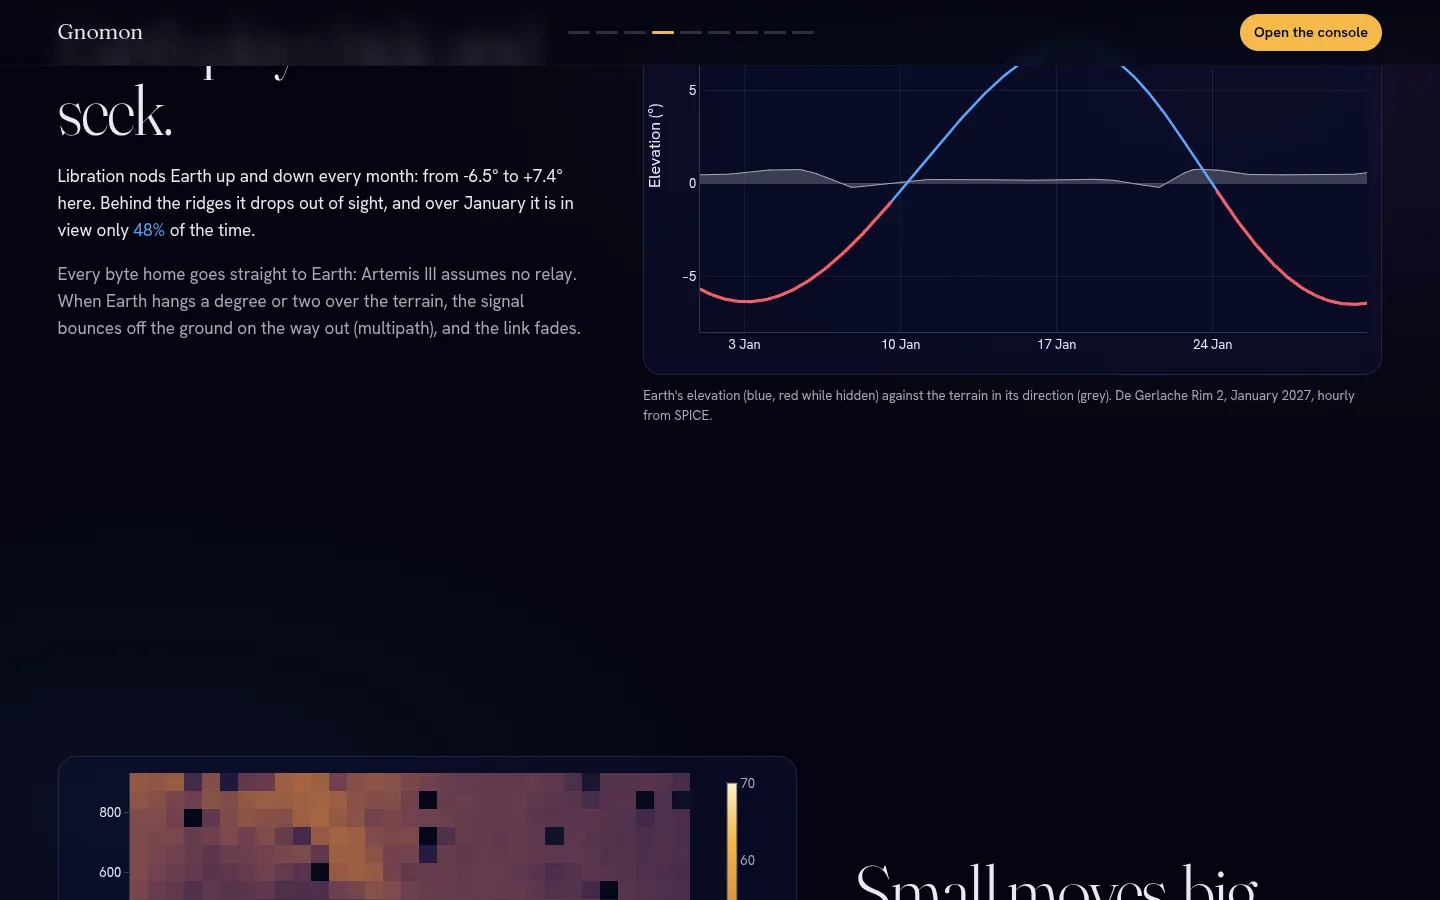 Gnomon
Open the console
seek.
Libration nods Earth up and down every month: from -6.5° to +7.4°
here. Behind the ridges it drops out of sight, and over January it is in
view only 48% of the time.
Every byte home goes straight to Earth: Artemis III assumes no relay.
When Earth hangs a degree or two over the terrain, the signal
bounces off the ground on the way out (multipath), and the link fades.
Elevation (°)
5
0
−5
3 Jan
10 Jan
17 Jan
24 Jan
Earth's elevation (blue, red while hidden) against the terrain in its direction (grey). De Gerlache Rim 2, January 2027, hourly
from SPICE.
800
600
70
60
Small moves, big